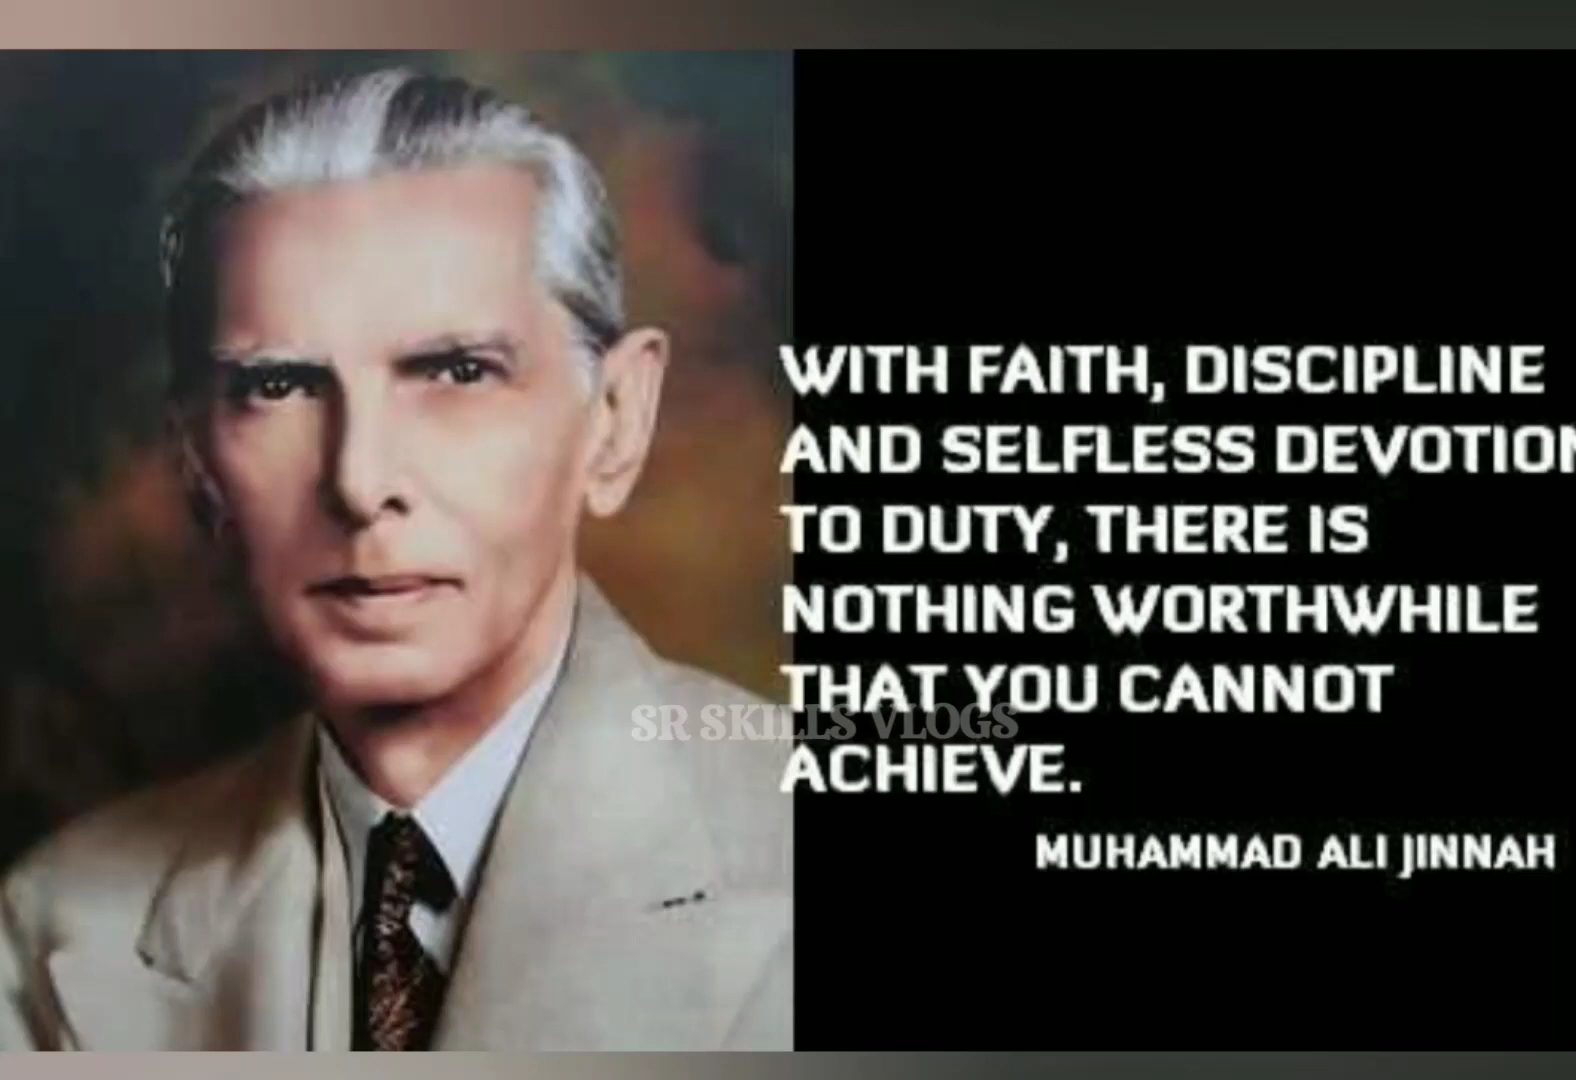 WITH FAITH, DISCIPLINE
AND SELFLESS DEVOTION
TO DUTY, THERE IS
NOTHING WORTHWHILE
THAT YOU CANNOT
SR SKILLS VLOGS
ACHIEVE.
MUHAMMAD ALI JINNAH